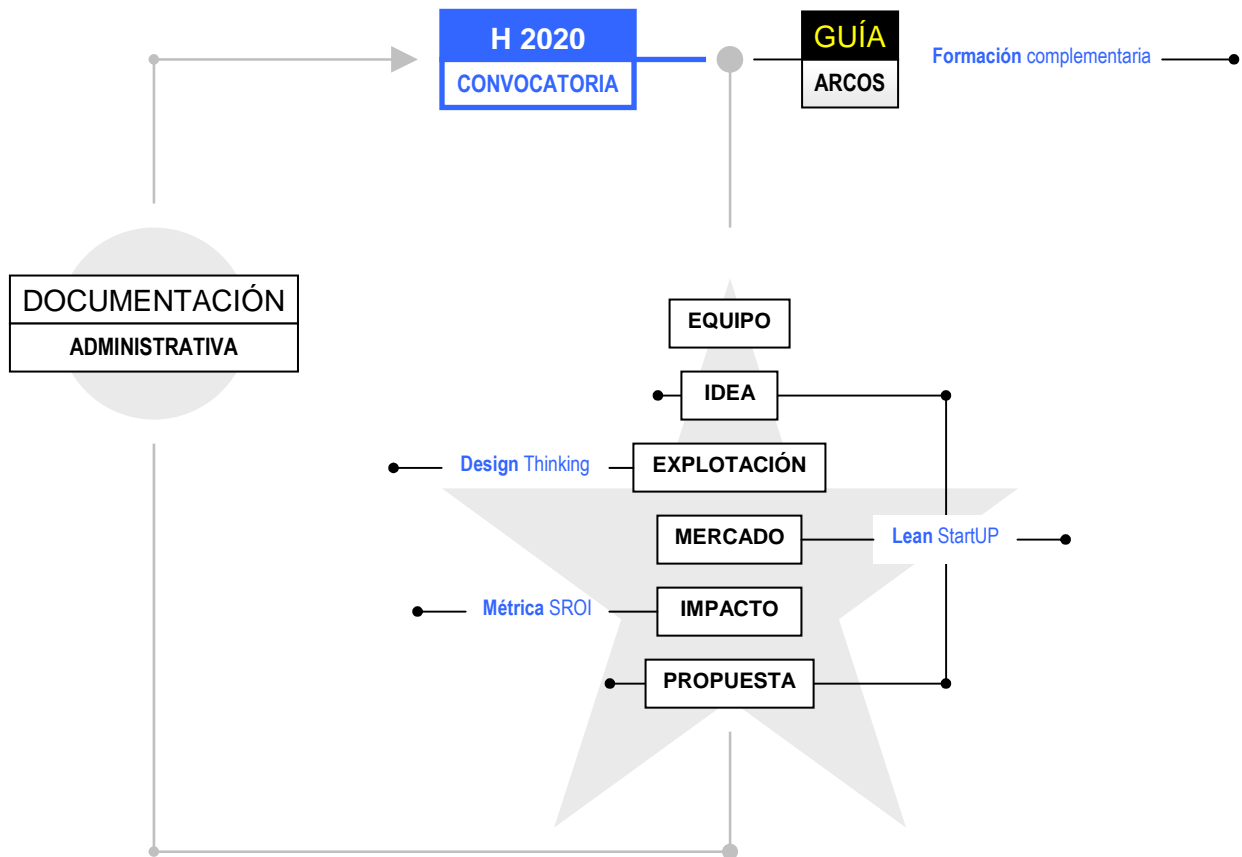 H 2020
CONVOCATORIA
GUÍA
ARCOS
Formación complementaria
DOCUMENTACIÓN
ADMINISTRATIVA
EQUIPO
IDEA
Design Thinking
EXPLOTACIÓN
MERCADO
Lean StartUP
Métrica SROI
IMPACTO
PROPUESTA